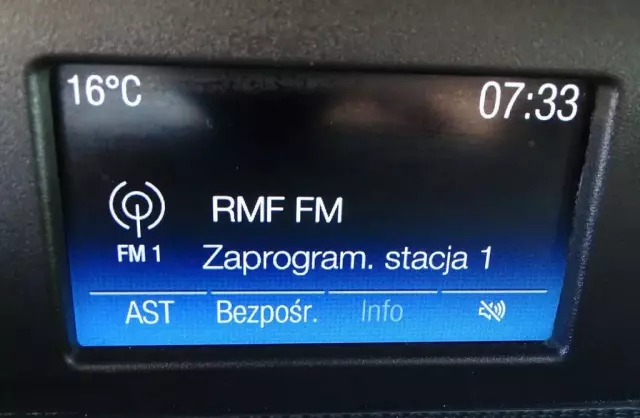 16°C 07:33
RMF FM
FM 1 Zaprogram. stacja 1
AST Bezpośr. Info